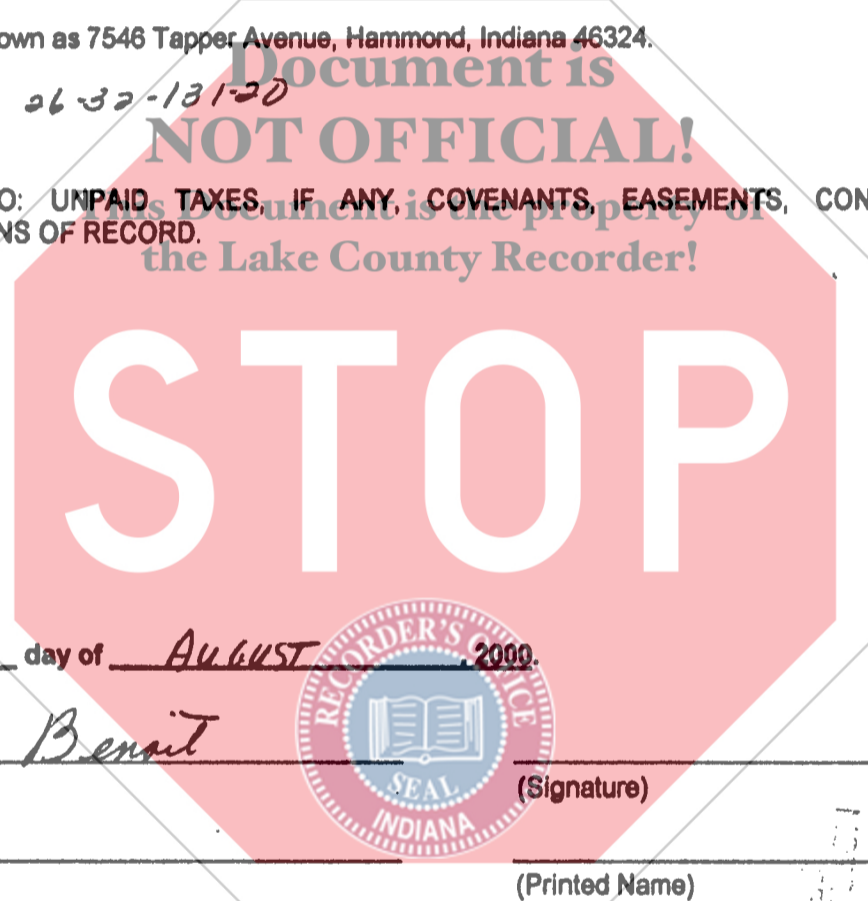 own as 7546 Tapper Avenue, Hammond, Indiana 46324.
Document is
26-32-131-20
NOT OFFICIAL!
O: UNPAID TAXES, IF ANY, COVENANTS, EASEMENTS, CON
This Document is the property of
NS OF RECORD.
the Lake County Recorder!
STOP
day of AUGUST, 2000.
RECORDER'S OFFICE
Benoit
SEAL
(Signature)
INDIANA
(Printed Name)